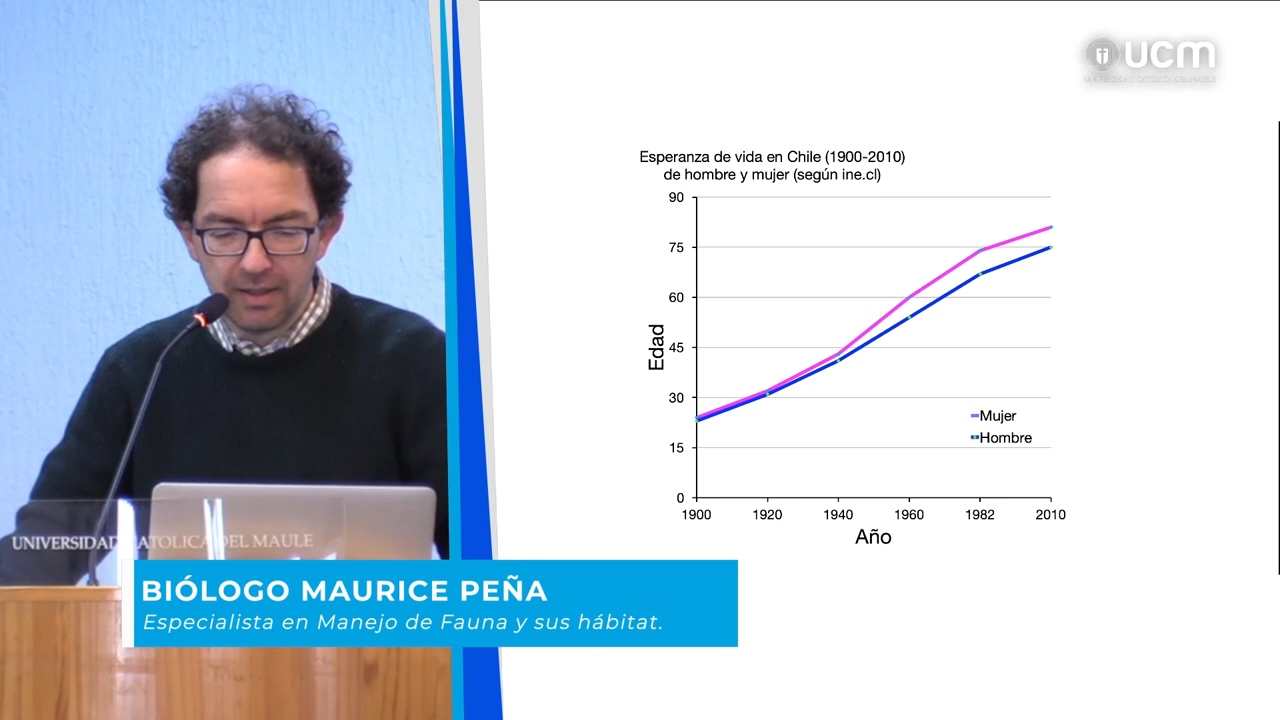 ucm
Esperanza de vida en Chile (1900-2010)
de hombre y mujer (según ine.cl)
90
75
60
45
30
15
0
Edad
Mujer
Hombre
1900 1920 1940 1960 1982 2010
Año
UNIVERSIDAD CATOLICA DEL MAULE
BIÓLOGO MAURICE PEÑA
Especialista en Manejo de Fauna y sus hábitat.